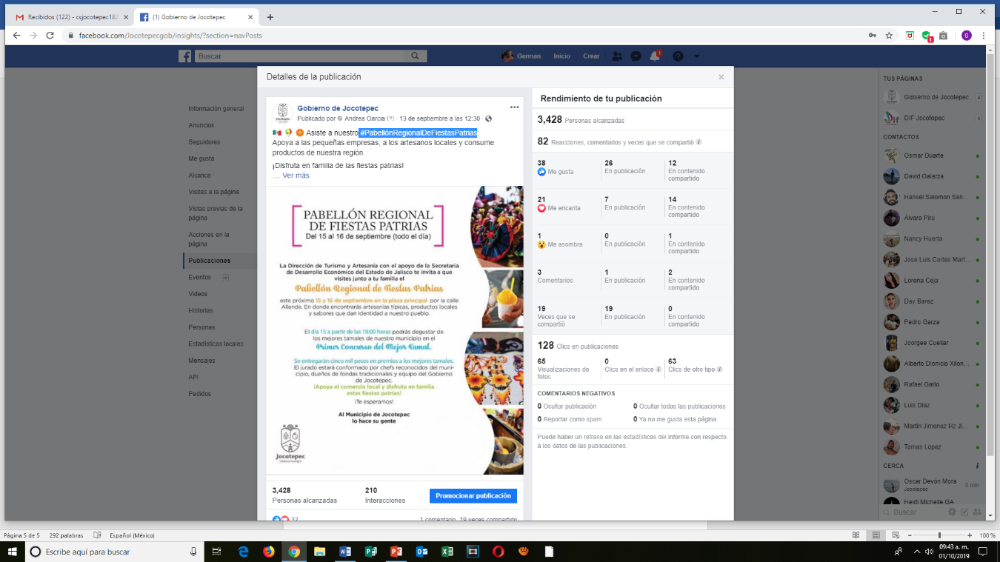 Recibidos (122) - csjocotepec182
(1) Gobierno de Jocotepec
facebook.com/Jocotepecgob/insights/?section=navPosts
Buscar
German
Inicio
Crear
1
Información general
Anuncios
Seguidores
Me gusta
Alcance
Visitas a la página
Vistas previas de la
página
Acciones en la
página
Publicaciones
Eventos
Videos
Historias
Personas
Estadísticas locales
Mensajes
API
Pedidos
Detalles de la publicación
Gobierno de Jocotepec
Publicado por Andrea Garcia [?] · 13 de septiembre a las 12:30 ·
Asiste a nuestro #PabellónRegionalDeFiestasPatrias:
Apoya a las pequeñas empresas, a los artesanos locales y consume
productos de nuestra región.
¡Disfruta en familia de las fiestas patrias!
.... Ver más
PABELLÓN REGIONAL
DE FIESTAS PATRIAS
Del 15 al 16 de septiembre (todo el día)
La Dirección de Turismo y Artesanía con el apoyo de la Secretaria
de Desarrollo Económico del Estado de Jalisco te invita a que
visites junto a tu familia el
Pabellón Regional de Fiestas Patrias
este próximo 15 y 16 de septiembre en la plaza principal por la calle
Allende. En donde encontrarás artesanías típicas, productos locales
y sabores que dan identidad a nuestro pueblo.
El día 15 a partir de las 18:00 horas podrás degustar de
los mejores tamales de nuestro municipio en el
Primer Concurso del Mejor Tamal.
Se entregarán cinco mil pesos en premios a los mejores tamales.
El jurado estará conformado por chefs reconocidos del muni-
cipio, dueños de fondas tradicionales y equipo del Gobierno
de Jocotepec.
¡Apoya el comercio local y disfruta en familia
estas fiestas patrias!
¡Te esperamos!
Al Municipio de Jocotepec
lo hace su gente
Jocotepec
3,428
Personas alcanzadas
210
Interacciones
Promocionar publicación
32
1 comentario 19 veces compartido
Rendimiento de tu publicación
3,428 Personas alcanzadas
82 Reacciones, comentarios y veces que se compartió
38
Me gusta
26
En publicación
12
En contenido
compartido
21
Me encanta
7
En publicación
14
En contenido
compartido
1
Me asombra
0
En publicación
1
En contenido
compartido
3
Comentarios
1
En publicación
2
En contenido
compartido
19
Veces que se
compartió
19
En publicación
0
En contenido
compartido
128 Clics en publicaciones
65
Visualizaciones de
fotos
0
Clics en el enlace
63
Clics de otro tipo
COMENTARIOS NEGATIVOS
0 Ocultar publicación
0 Ocultar todas las publicaciones
0 Reportar como spam
0 Ya no me gusta esta página
Puede haber un retraso en las estadísticas del informe con respecto
a los datos de las publicaciones.
TUS PÁGINAS
Gobierno de Jocotepec
DIF Jocotepec
CONTACTOS
Osmar Duarte
David Galarza
Hansel Salomon San...
Álvaro Piru
Nancy Huerta
Jose Luis Cortes Mart...
Lorena Ceja
Day Barez
Pedro Garza
Joorgee Cuellar
Alberto Dionicio Xilon...
Rafael Gario
Luis Diaz
Martín Jimenez Hz JI...
Tomas Lopez
CERCA
Oscar Devón Mora
Jocotepec
8 min
Heidi Michelle GA
Buscar
Página 5 de 5
292 palabras
Español (México)
100 %
Escribe aquí para buscar
09:43 a. m.
01/10/2019